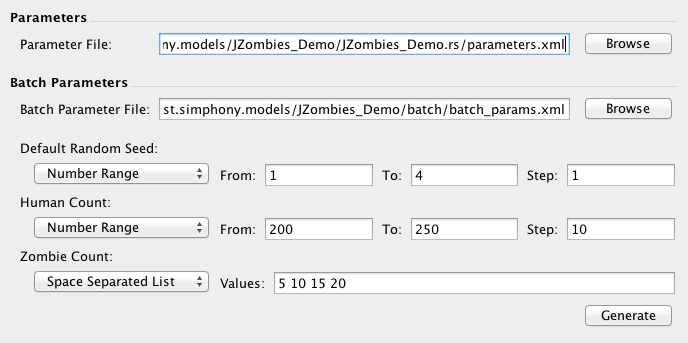 Parameters
Parameter File: ny.models/JZombies_Demo/JZombies_Demo.rs/parameters.xml Browse
Batch Parameters
Batch Parameter File: st.simphony.models/JZombies_Demo/batch/batch_params.xml Browse
Default Random Seed:
Number Range From: 1 To: 4 Step: 1
Human Count:
Number Range From: 200 To: 250 Step: 10
Zombie Count:
Space Separated List Values: 5 10 15 20
Generate